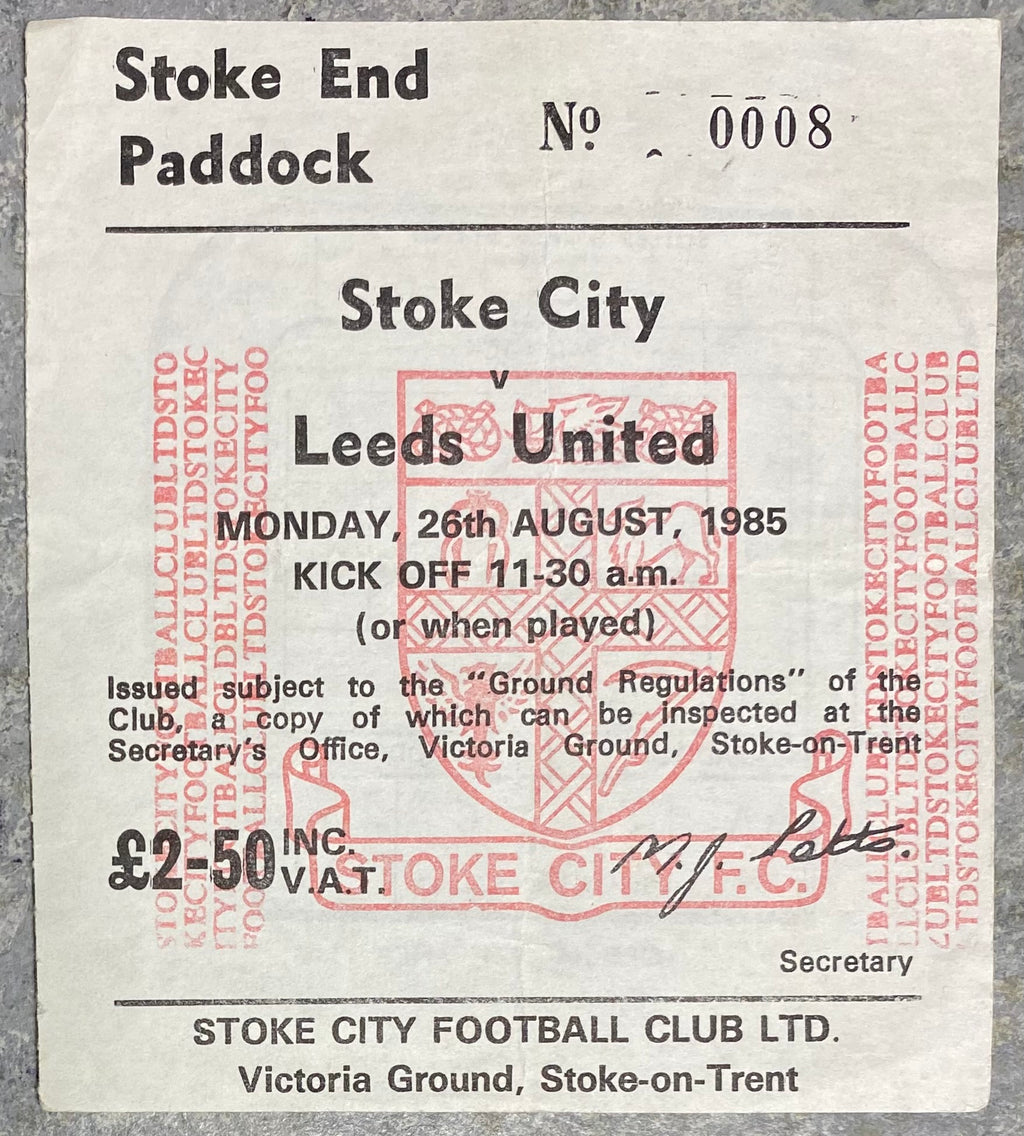 Stoke End
Paddock
Nº 0008
Stoke City
v
Leeds United
MONDAY, 26th AUGUST, 1985
KICK OFF 11-30 a.m.
(or when played)
Issued subject to the "Ground Regulations" of the
Club, a copy of which can be inspected at the
Secretary's Office, Victoria Ground, Stoke-on-Trent
£2-50 INC.
V.A.T.
STOKE CITY F.C.
Secretary
STOKE CITY FOOTBALL CLUB LTD.
Victoria Ground, Stoke-on-Trent